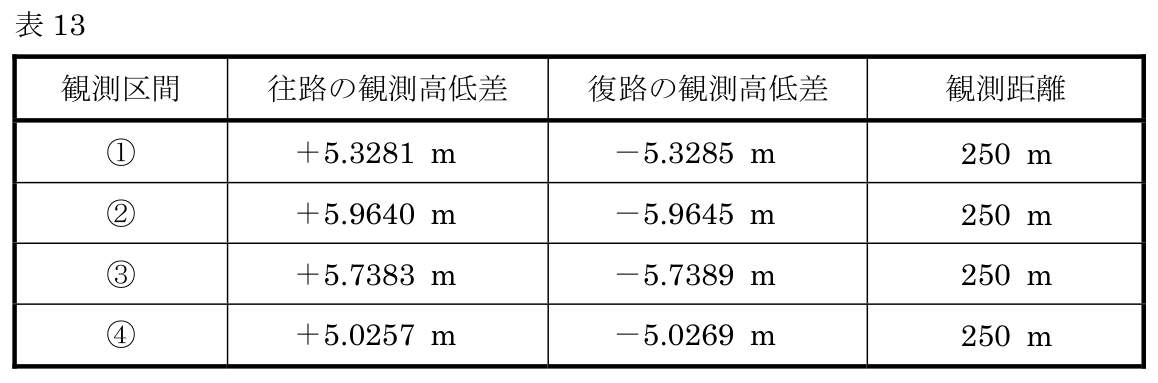 表 13
観測区間 往路の観測高低差 復路の観測高低差 観測距離
① +5.3281 m −5.3285 m 250 m
② +5.9640 m −5.9645 m 250 m
③ +5.7383 m −5.7389 m 250 m
④ +5.0257 m −5.0269 m 250 m